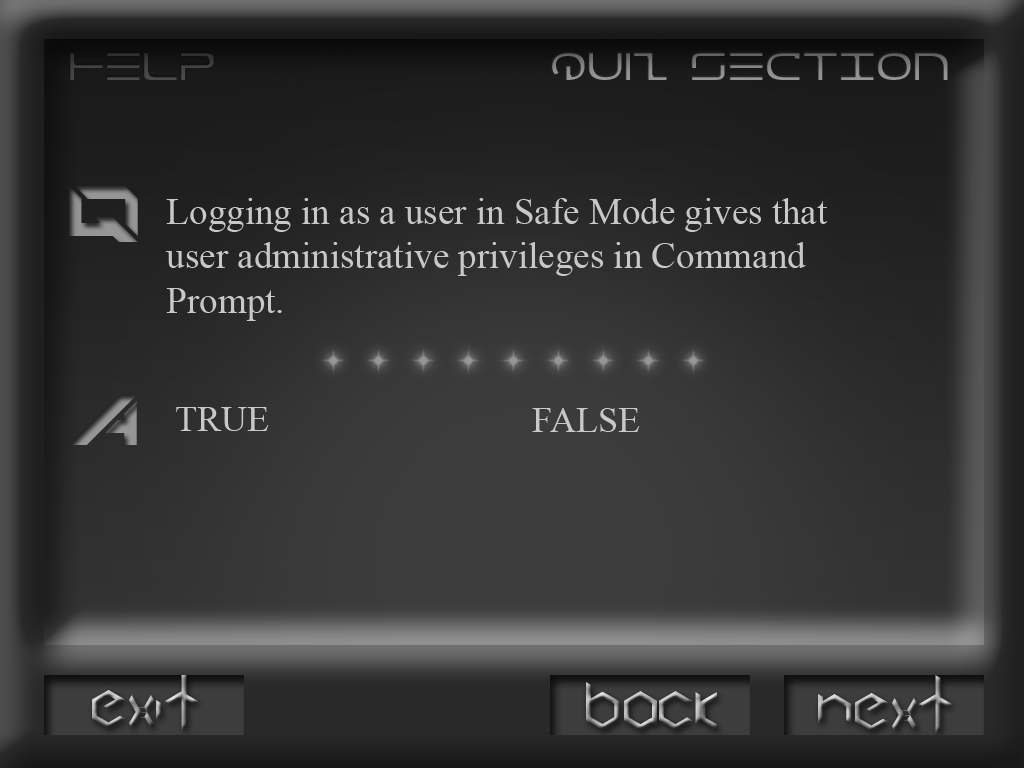 HELP QUIZ SECTION
Q Logging in as a user in Safe Mode gives that
user administrative privileges in Command
Prompt.
A TRUE FALSE
exit back next